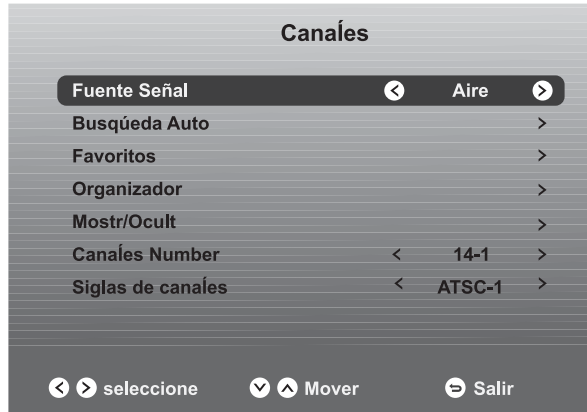 Canaĺes
Fuente Señal < Aire >
Busqúeda Auto >
Favoritos >
Organizador >
Mostr/Ocult >
Canaĺes Number < 14-1 >
Siglas de canaĺes < ATSC-1 >
seleccione Mover Salir